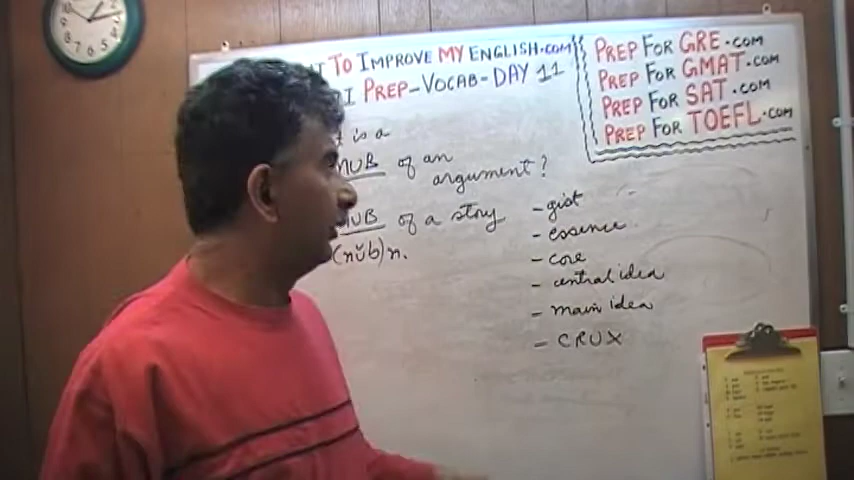 TO IMPROVE MY ENGLISH.COM
PREP-VOCAB-DAY 11
PREP FOR GRE.COM
PREP FOR GMAT.COM
PREP FOR SAT.COM
PREP FOR TOEFL.COM
is a
NUB of an
argument?
NUB of a story
(nŭb)n.
- gist
- essence
- core
- central idea
- main idea
- CRUX